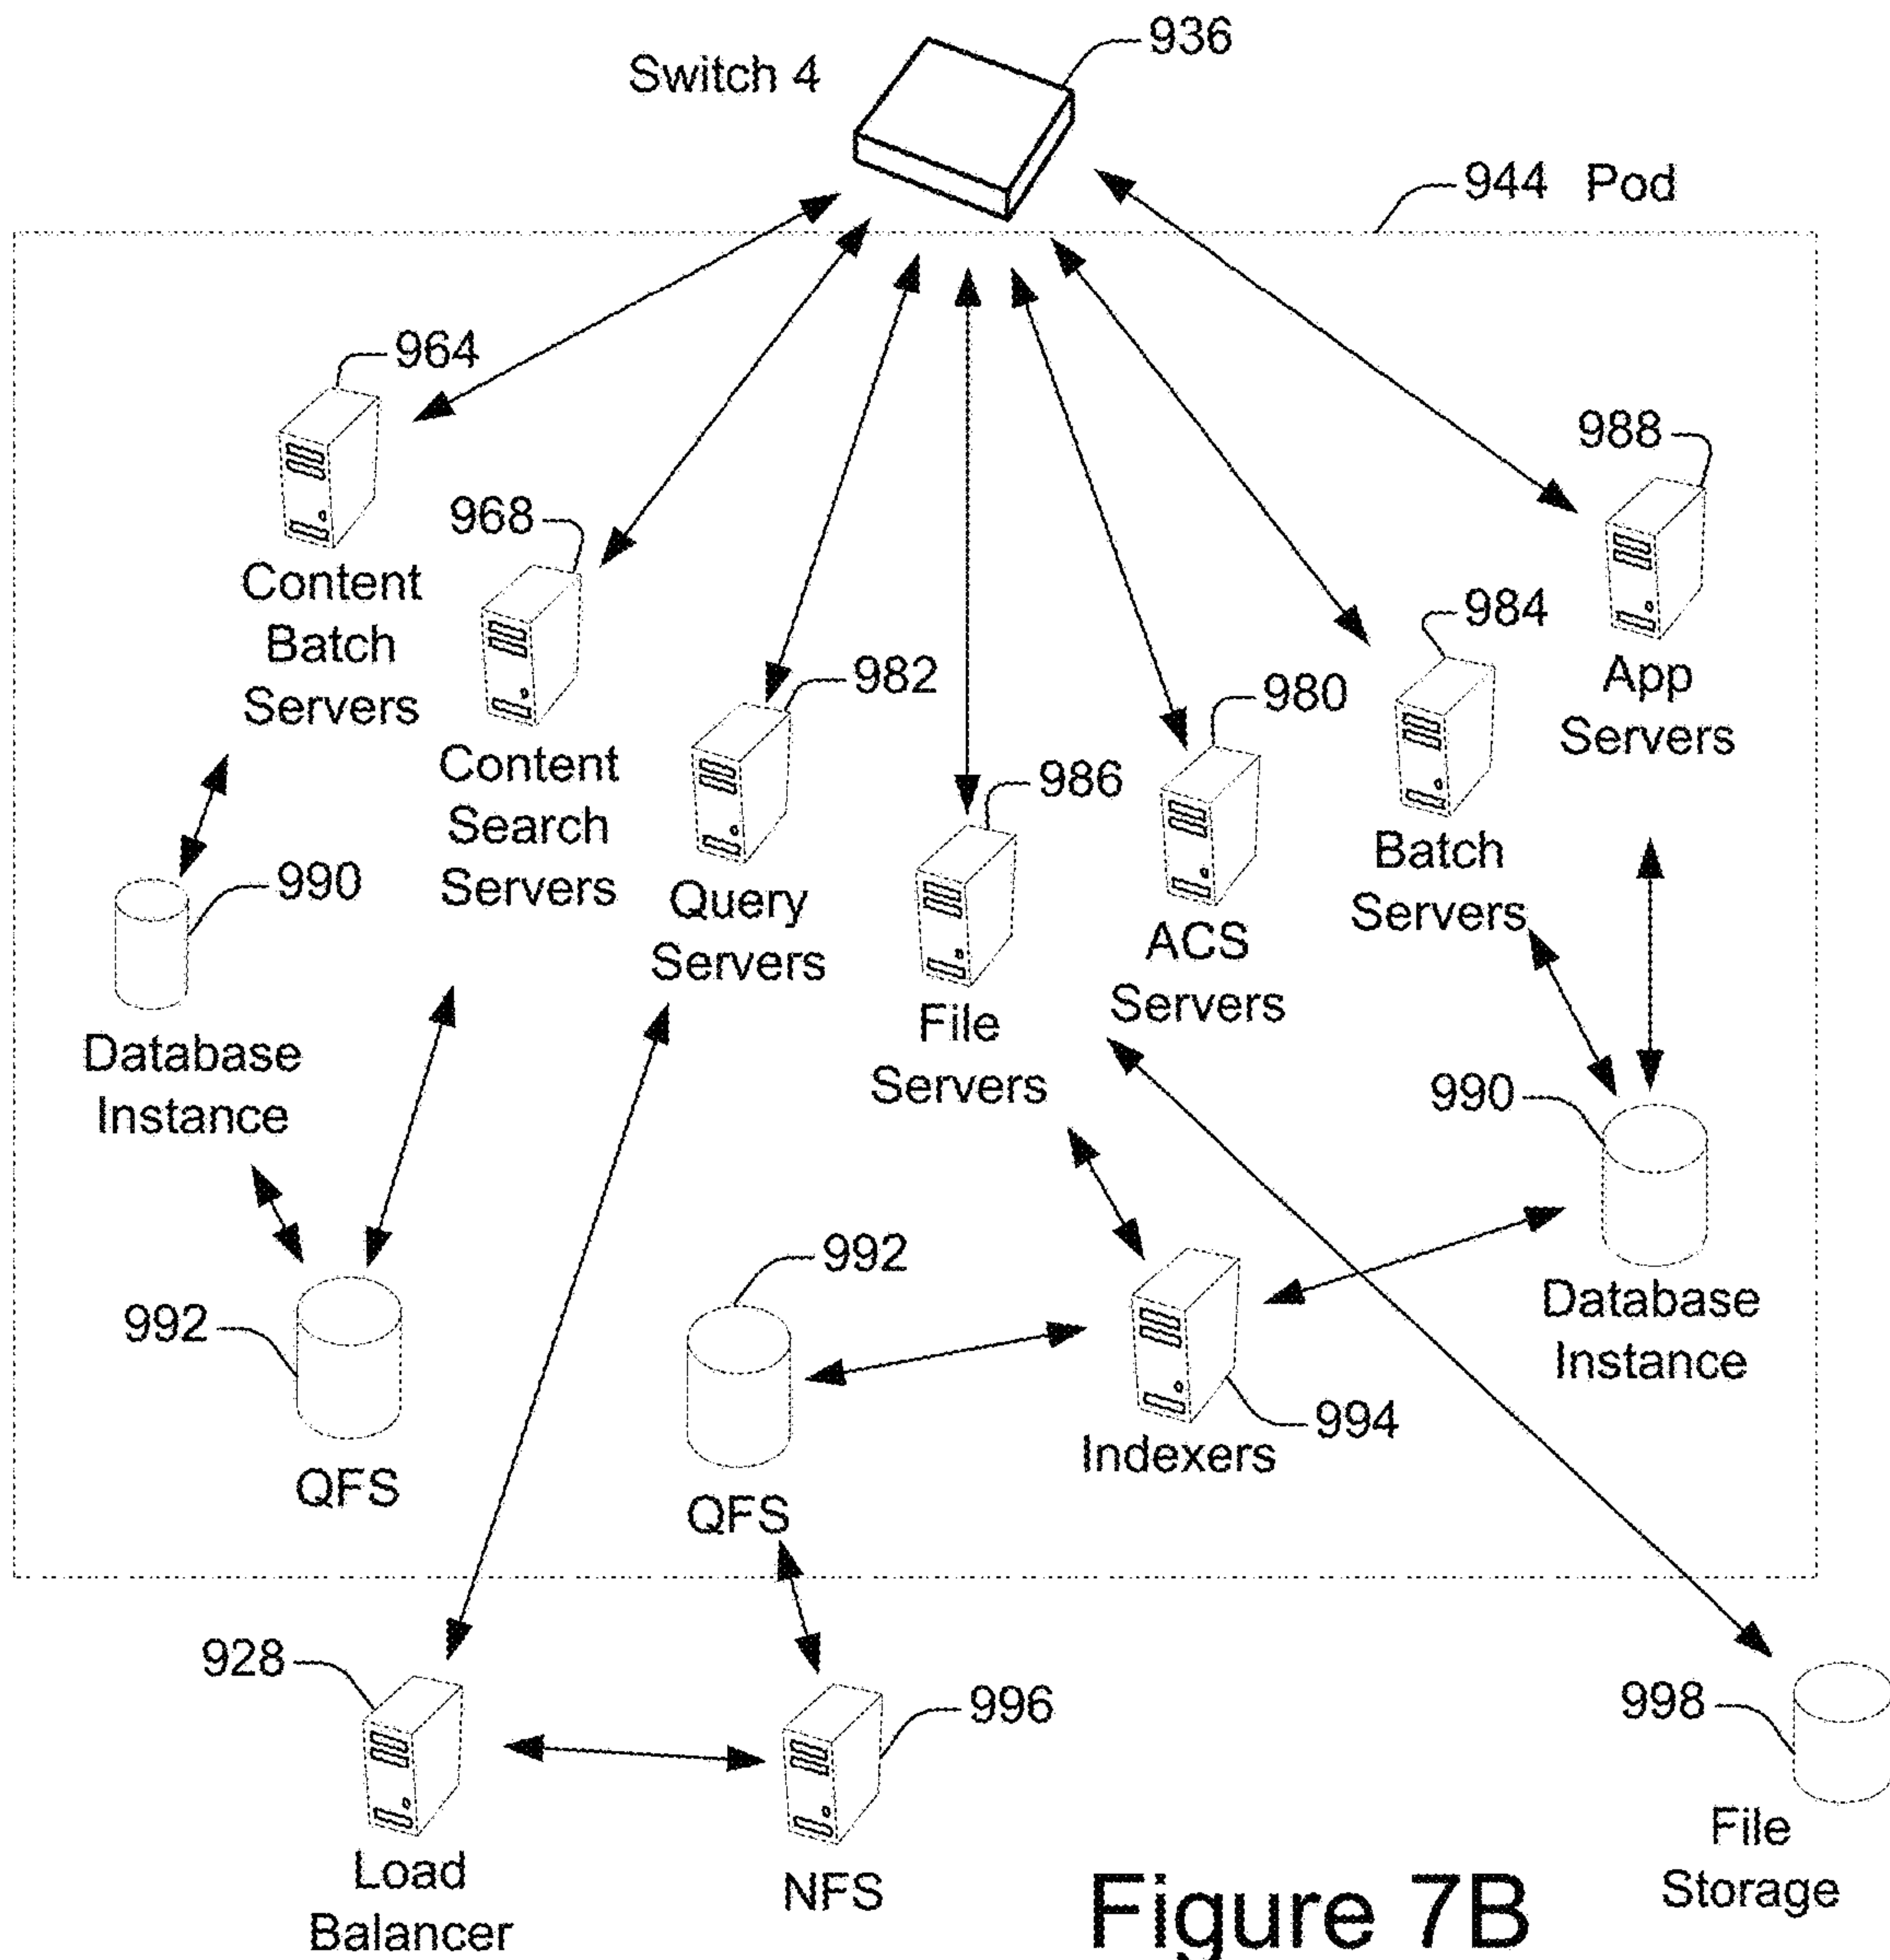 936
Switch 4
944 Pod
964
988
968
984
Content
Batch
Servers
982
980
App
Servers
Content
Search
Servers
986
Batch
Servers
990
Query
Servers
ACS
Servers
File
Servers
Database
Instance
990
992
992
Database
Instance
994
Indexers
QFS
QFS
928
996
998
Load
Balancer
NFS
File
Storage
Figure 7B